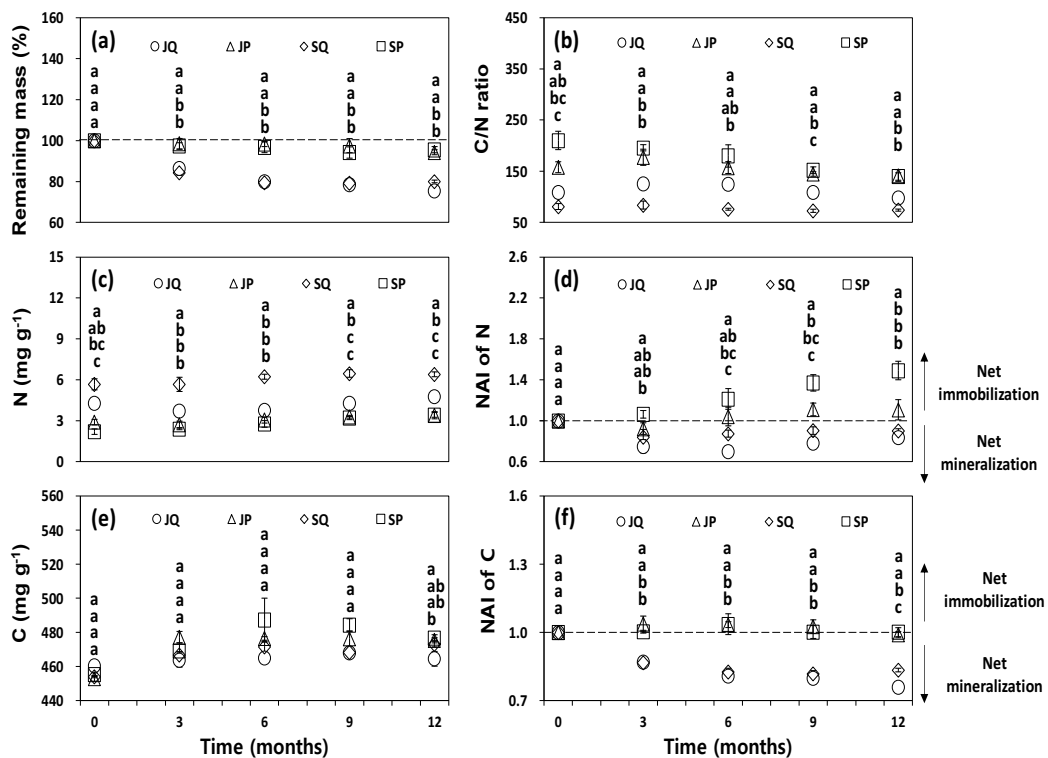 Remaining mass (%)
(a)
JQ JP SQ SP
160
140
120
100
80
60
a a a a a
a a a a a
a b b b b
a b b b b
C/N ratio
(b)
JQ JP SQ SP
450
350
250
150
50
a a a a a
ab a a a a
bc b ab b b
c b b c b
N (mg g-1)
(c)
JQ JP SQ SP
15
12
9
6
3
0
a a a a a
ab b b b b
bc b b c c
c b b c c
NAI of N
(d)
JQ JP SQ SP
2.6
2.2
1.8
1.4
1.0
0.6
a a a a a
a ab ab b b
a ab bc bc b
a b c c b
Net
immobilization
Net
mineralization
C (mg g-1)
(e)
JQ JP SQ SP
560
540
520
500
480
460
440
a a a a a
a a a a ab
a a a a ab
a a a a b
0 3 6 9 12
Time (months)
NAI of C
(f)
JQ JP SQ SP
1.6
1.3
1.0
0.7
a a a a a
a a a a a
a b b b b
a b b b c
0 3 6 9 12
Time (months)
Net
immobilization
Net
mineralization